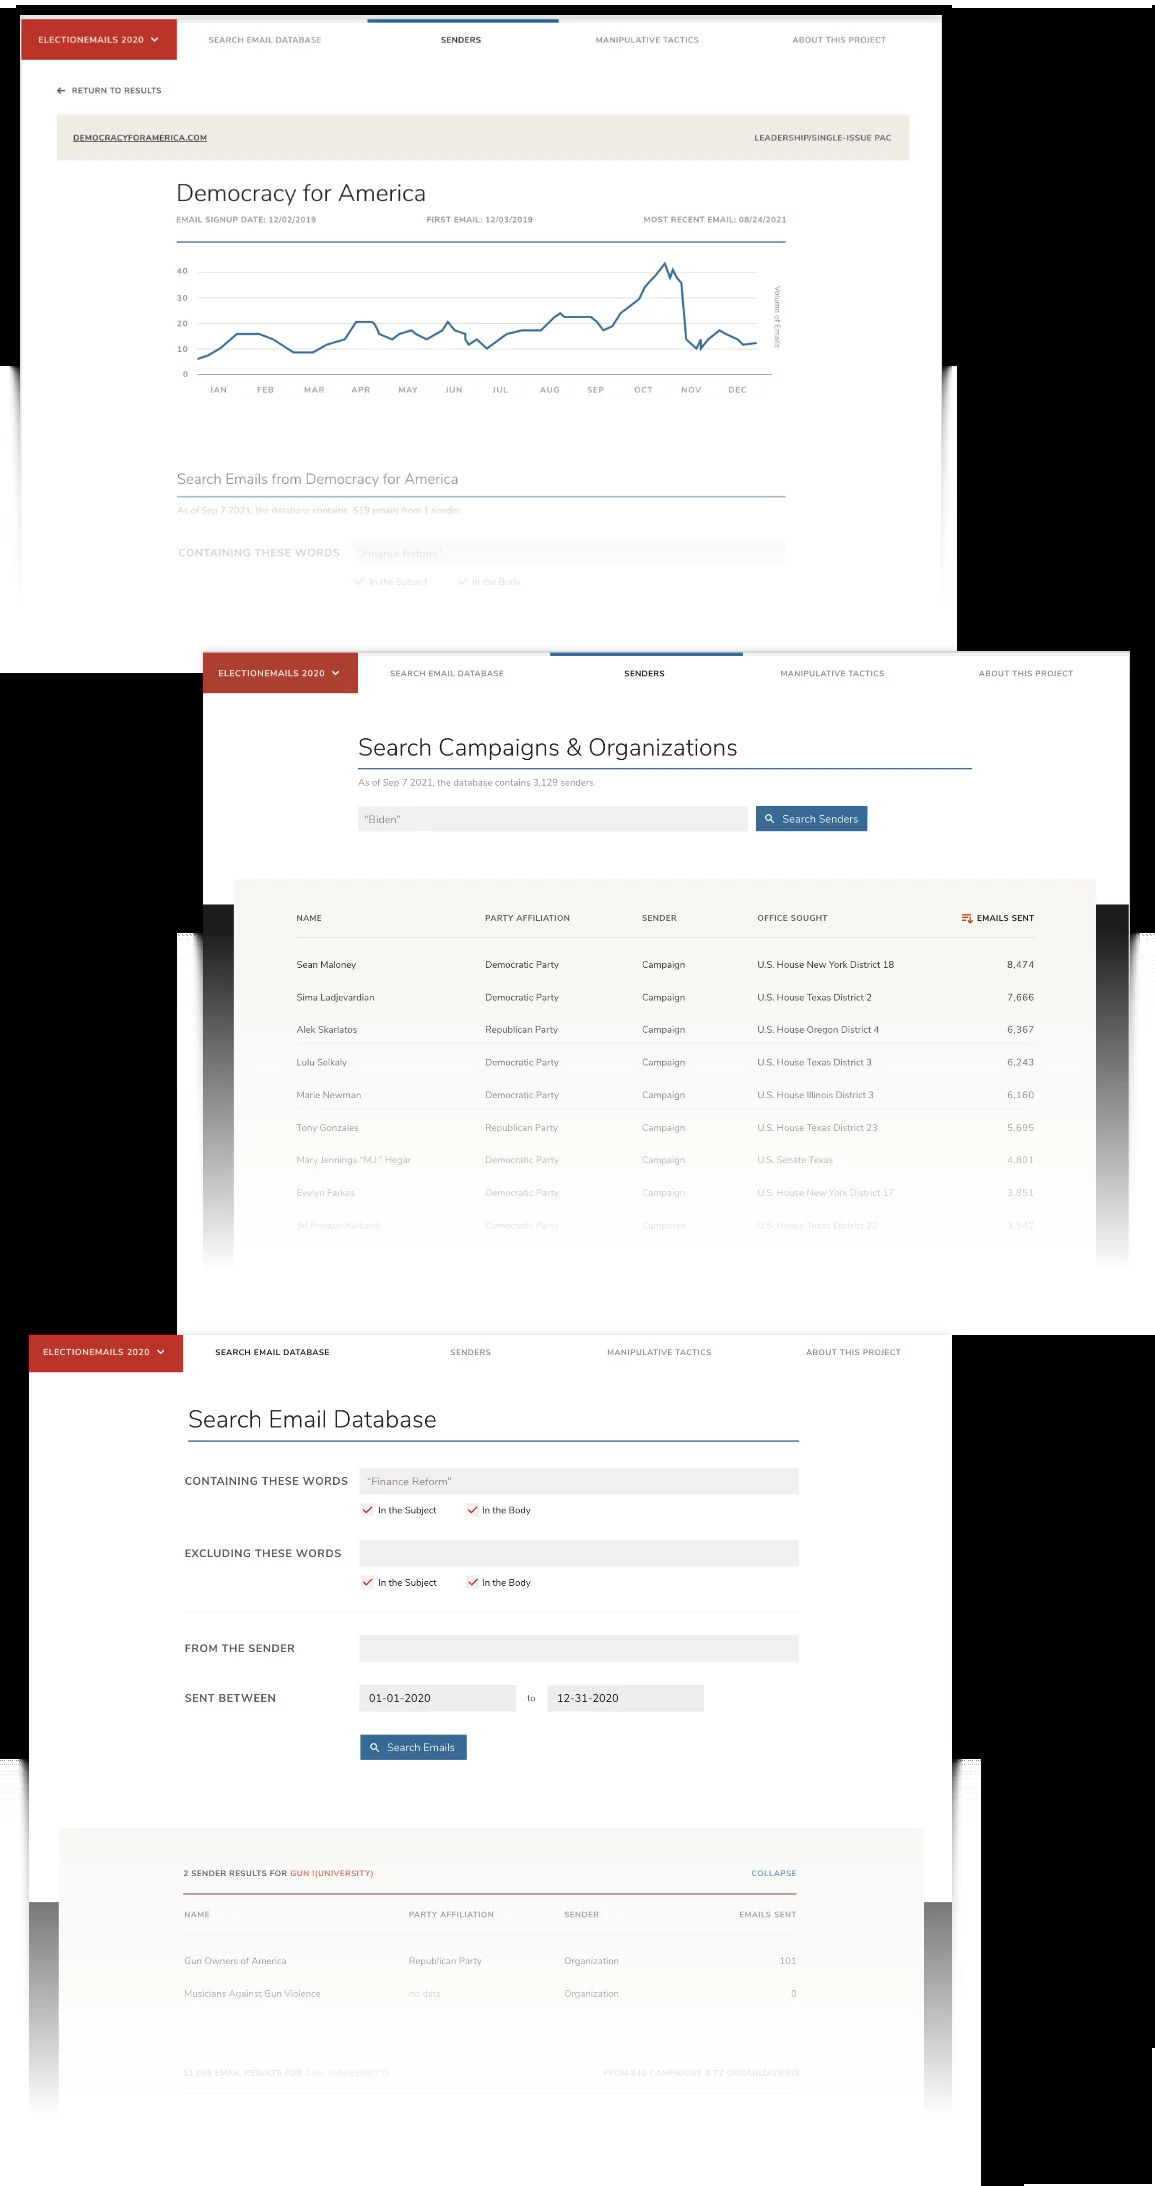 ELECTIONEMAILS 2020 SEARCH EMAIL DATABASE SENDERS MANIPULATIVE TACTICS ABOUT THIS PROJECT
RETURN TO RESULTS
DEMOCRACYFORAMERICA.COM LEADERSHIP/SINGLE-ISSUE PAC
Democracy for America
EMAIL SIGNUP DATE: 12/02/2019 FIRST EMAIL: 12/03/2019 MOST RECENT EMAIL: 08/24/2021
40
30
20
10
0
Volume of Emails
JAN FEB MAR APR MAY JUN JUL AUG SEP OCT NOV DEC
Search Emails from Democracy for America
As of Sep 7 2021, the database contains 519 emails from 1 sender.
CONTAINING THESE WORDS “Finance Reform”
In the Subject In the Body
ELECTIONEMAILS 2020 SEARCH EMAIL DATABASE SENDERS MANIPULATIVE TACTICS ABOUT THIS PROJECT
Search Campaigns & Organizations
As of Sep 7 2021, the database contains 3,129 senders.
“Biden” Search Senders
NAME PARTY AFFILIATION SENDER OFFICE SOUGHT EMAILS SENT
Sean Maloney Democratic Party Campaign U.S. House New York District 18 8,474
Sima Ladjevardian Democratic Party Campaign U.S. House Texas District 2 7,666
Alek Skarlatos Republican Party Campaign U.S. House Oregon District 4 6,367
Lulu Seikaly Democratic Party Campaign U.S. House Texas District 3 6,243
Marie Newman Democratic Party Campaign U.S. House Illinois District 3 6,160
Tony Gonzales Republican Party Campaign U.S. House Texas District 23 5,695
Mary Jennings “M.J.” Hegar Democratic Party Campaign U.S. Senate Texas 4,801
Evelyn Farkas Democratic Party Campaign U.S. House New York District 17 3,851
Sri Preston Kulkarni Democratic Party Campaign U.S. House Texas District 22 3,542
ELECTIONEMAILS 2020 SEARCH EMAIL DATABASE SENDERS MANIPULATIVE TACTICS ABOUT THIS PROJECT
Search Email Database
CONTAINING THESE WORDS “Finance Reform”
In the Subject In the Body
EXCLUDING THESE WORDS
In the Subject In the Body
FROM THE SENDER
SENT BETWEEN 01-01-2020 to 12-31-2020
Search Emails
2 SENDER RESULTS FOR GUN !(UNIVERSITY) COLLAPSE
NAME PARTY AFFILIATION SENDER EMAILS SENT
Gun Owners of America Republican Party Organization 101
Musicians Against Gun Violence no data Organization 0
11,068 EMAIL RESULTS FOR GUN !(UNIVERSITY) FROM 842 CAMPAIGNS & 72 ORGANIZATIONS